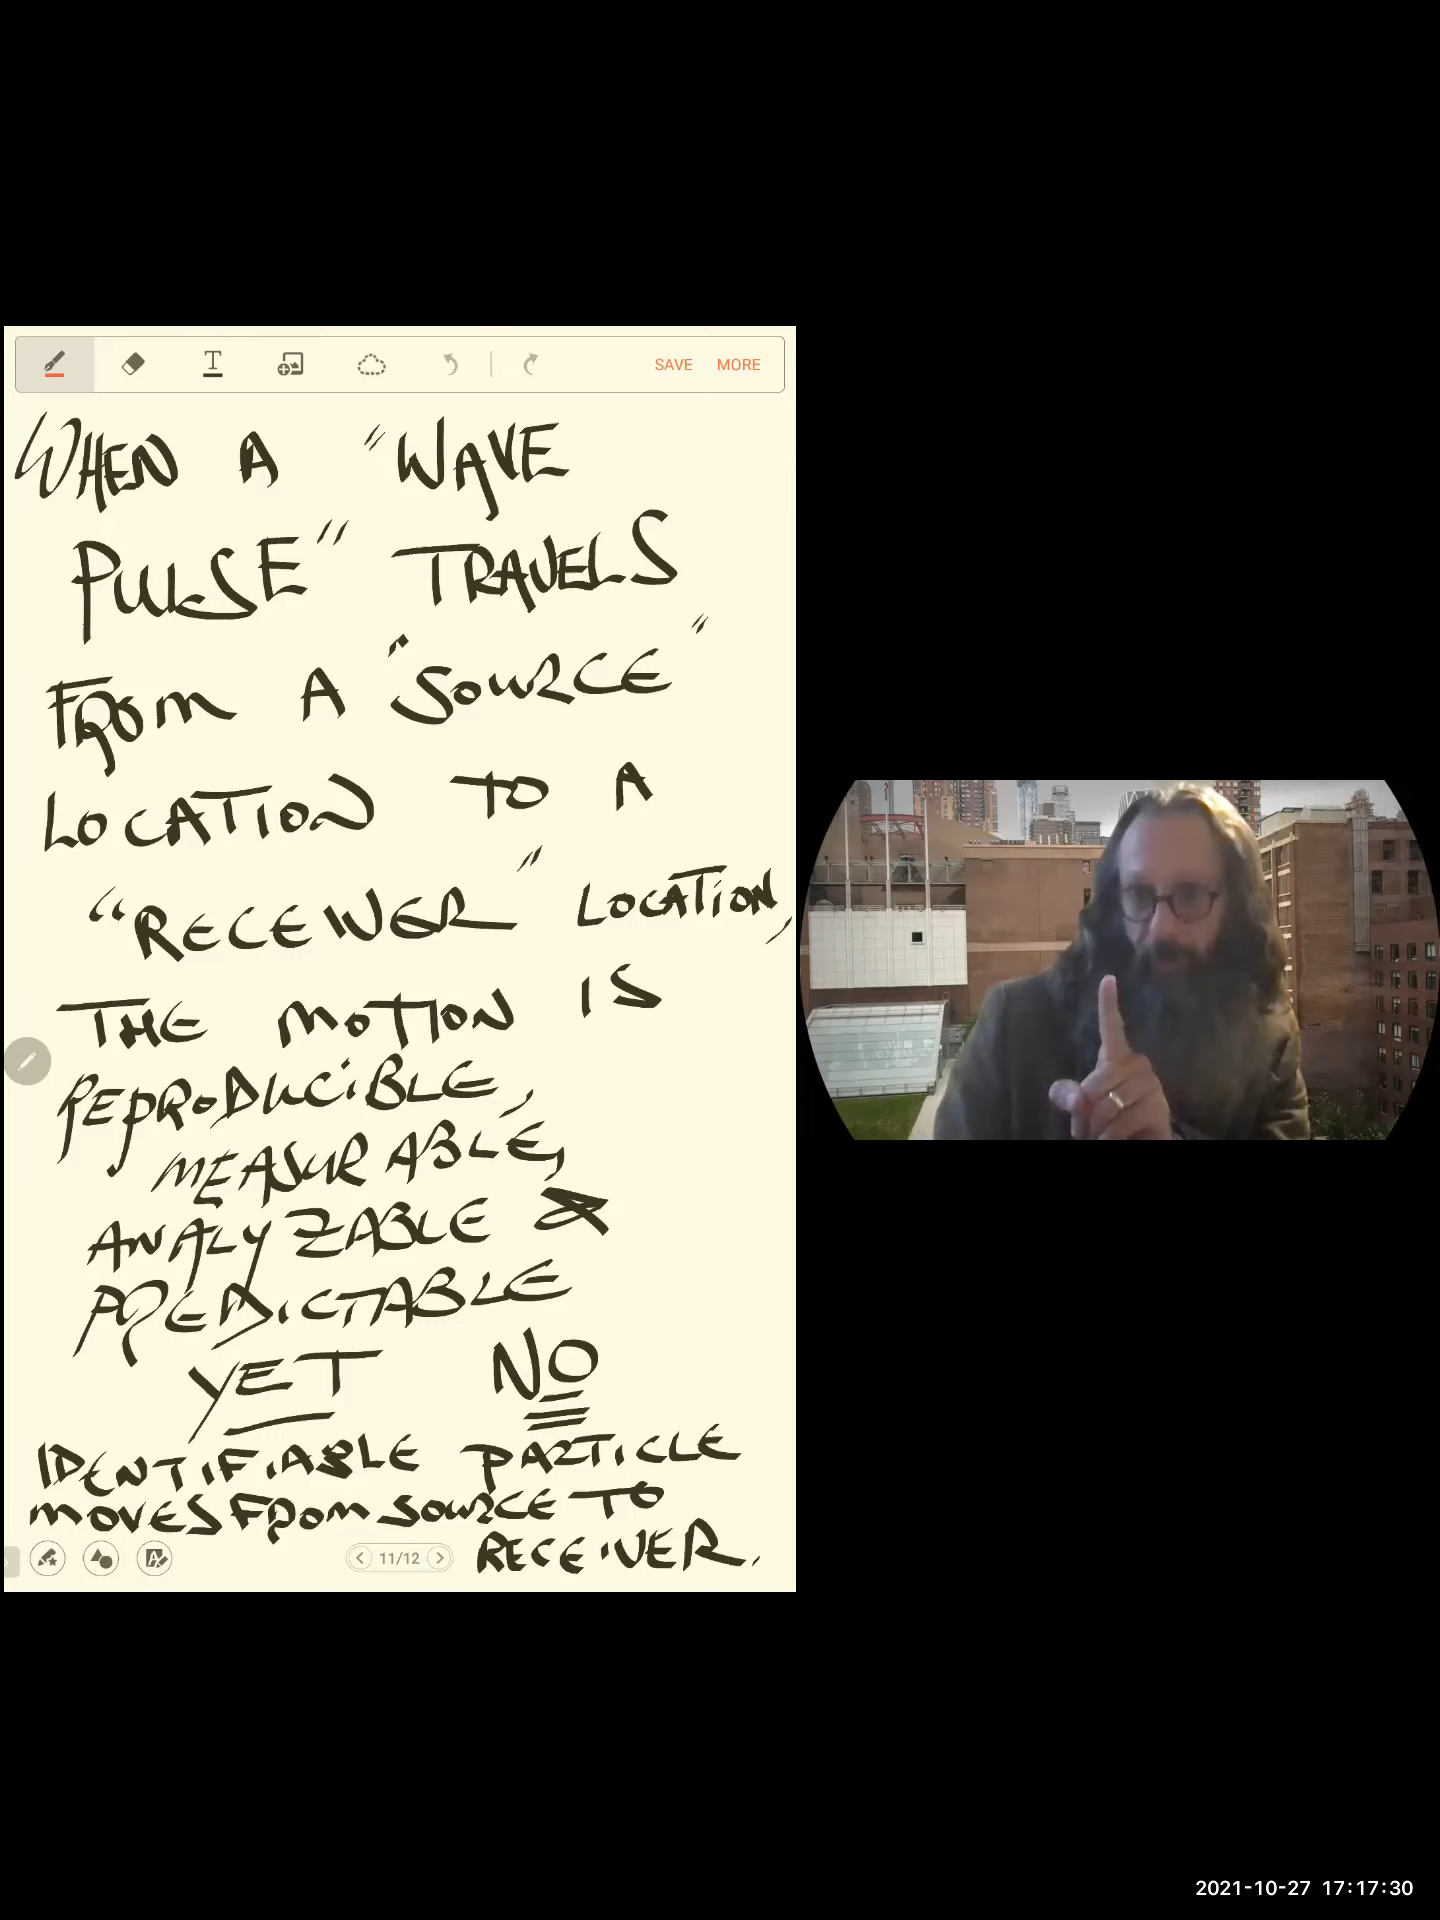 T
SAVE MORE
WHEN A "WAVE
PULSE" TRAVELS
FROM A "SOURCE"
LOCATION TO A
"RECEIVER" LOCATION,
THE MOTION IS
REPRODUCIBLE,
MEASURABLE,
ANALYZABLE &
PREDICTABLE
YET NO
IDENTIFIABLE PARTICLE
MOVES FROM SOURCE TO
RECEIVER.
A
11/12
2021-10-27 17:17:30